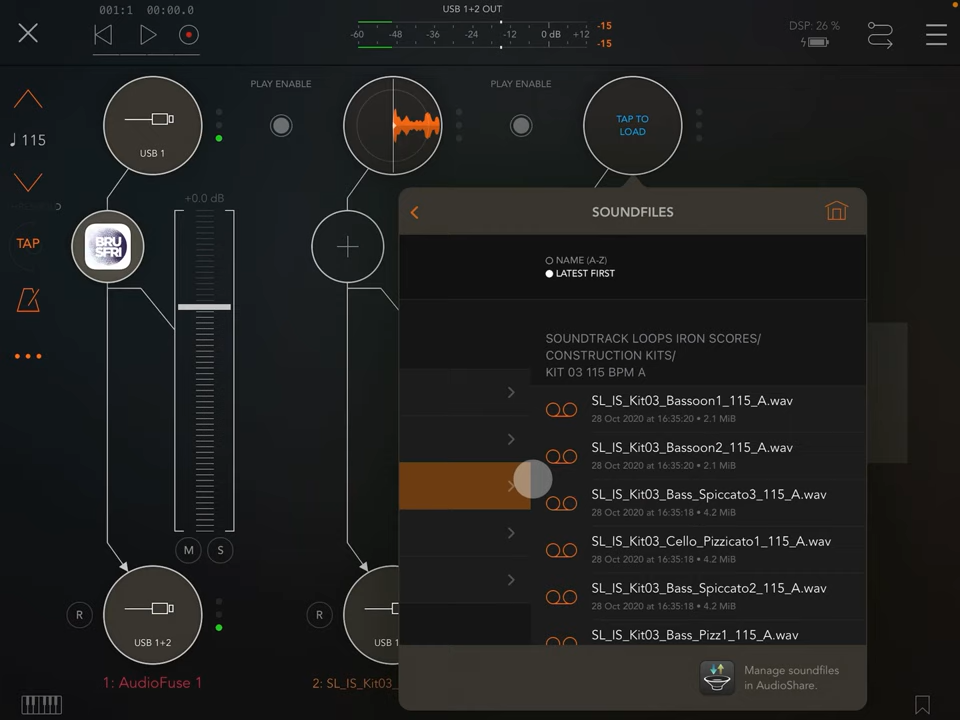 001:1 00:00.0
USB 1+2 OUT
-60 -48 -36 -24 -12 0 dB +12
-15
-15
DSP: 26 %
PLAY ENABLE
PLAY ENABLE
115
USB 1
TAP TO
LOAD
+0.0 dB
TAP
BRU
SFRI
SOUNDFILES
NAME (A-Z)
LATEST FIRST
SOUNDTRACK LOOPS IRON SCORES/
CONSTRUCTION KITS/
KIT 03 115 BPM A
SL_IS_Kit03_Bassoon1_115_A.wav
28 Oct 2020 at 16:35:20 • 2.1 MiB
SL_IS_Kit03_Bassoon2_115_A.wav
28 Oct 2020 at 16:35:20 • 2.1 MiB
SL_IS_Kit03_Bass_Spiccato3_115_A.wav
28 Oct 2020 at 16:35:18 • 4.2 MiB
SL_IS_Kit03_Cello_Pizzicato1_115_A.wav
28 Oct 2020 at 16:35:18 • 4.2 MiB
SL_IS_Kit03_Bass_Spiccato2_115_A.wav
28 Oct 2020 at 16:35:18 • 4.2 MiB
SL_IS_Kit03_Bass_Pizz1_115_A.wav
M S
R
USB 1+2
R
USB 1
1: AudioFuse 1
2: SL_IS_Kit03_
Manage soundfiles
in AudioShare.